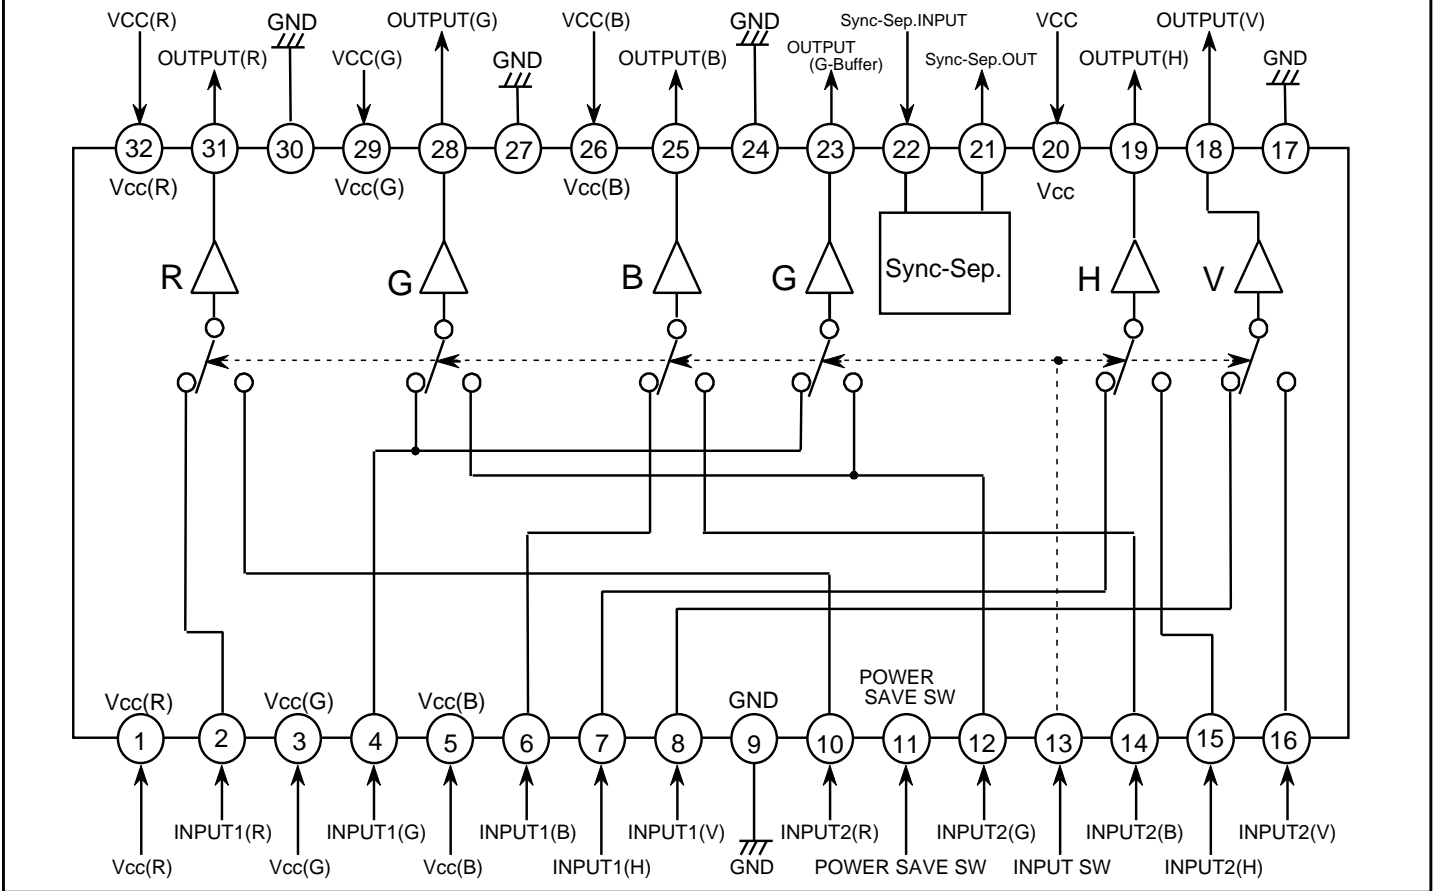 VCC(R)
GND
OUTPUT(G)
VCC(B)
GND
Sync-Sep.INPUT
VCC
OUTPUT(V)
OUTPUT(R)
VCC(G)
GND
OUTPUT(B)
OUTPUT
(G-Buffer)
Sync-Sep.OUT
OUTPUT(H)
GND
32 31 30 29 28 27 26 25 24 23 22 21 20 19 18 17
Vcc(R) Vcc(G) Vcc(B) Vcc
R G B G Sync-Sep. H V
POWER
SAVE SW
Vcc(R) Vcc(G) Vcc(B) GND
1 2 3 4 5 6 7 8 9 10 11 12 13 14 15 16
INPUT1(R) INPUT1(G) INPUT1(B) INPUT1(V) INPUT2(R) INPUT2(G) INPUT2(B) INPUT2(V)
Vcc(R) Vcc(G) Vcc(B) INPUT1(H) GND POWER SAVE SW INPUT SW INPUT2(H)